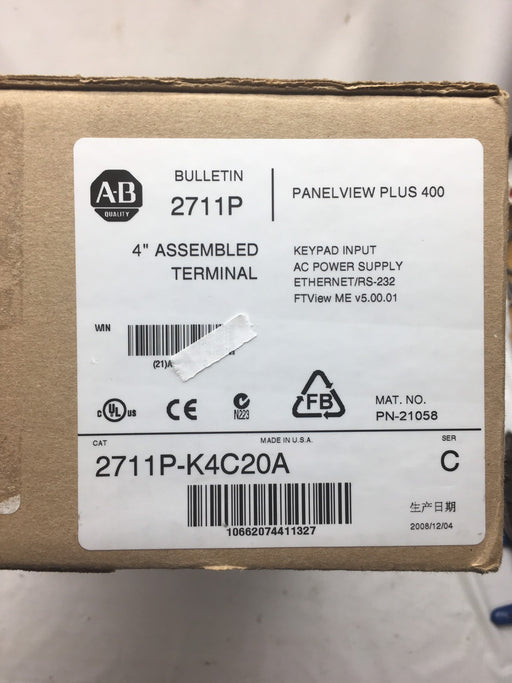 A-B
QUALITY
BULLETIN
2711P
PANELVIEW PLUS 400
4" ASSEMBLED
TERMINAL
KEYPAD INPUT
AC POWER SUPPLY
ETHERNET/RS-232
FTView ME v5.00.01
WIN
(21)A
C UL US
CE
N223
FB
MAT. NO.
PN-21058
CAT
MADE IN U.S.A.
SER
2711P-K4C20A
C
10662074411327
生产日期
2008/12/04